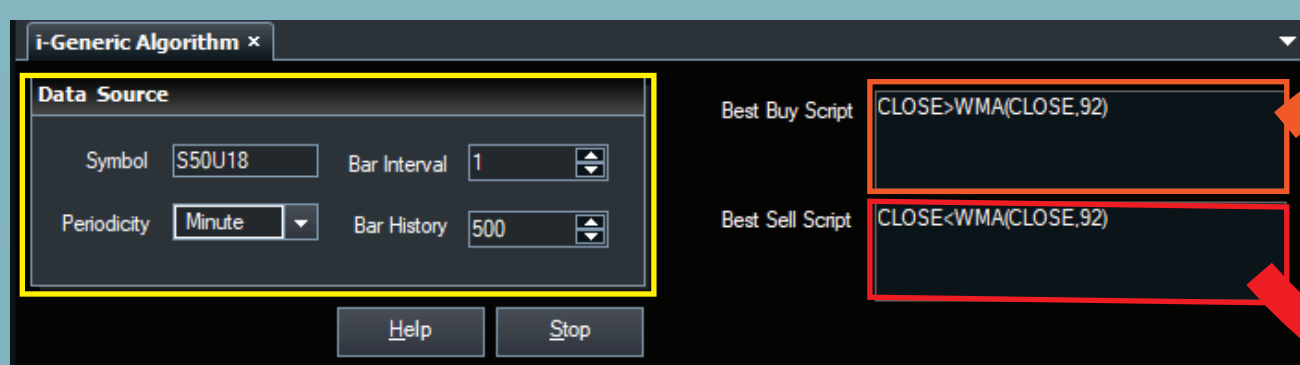 i-Generic Algorithm ×
Data Source
Symbol S50U18 Bar Interval 1
Periodicity Minute Bar History 500
Help Stop
Best Buy Script CLOSE>WMA(CLOSE,92)
Best Sell Script CLOSE<WMA(CLOSE,92)